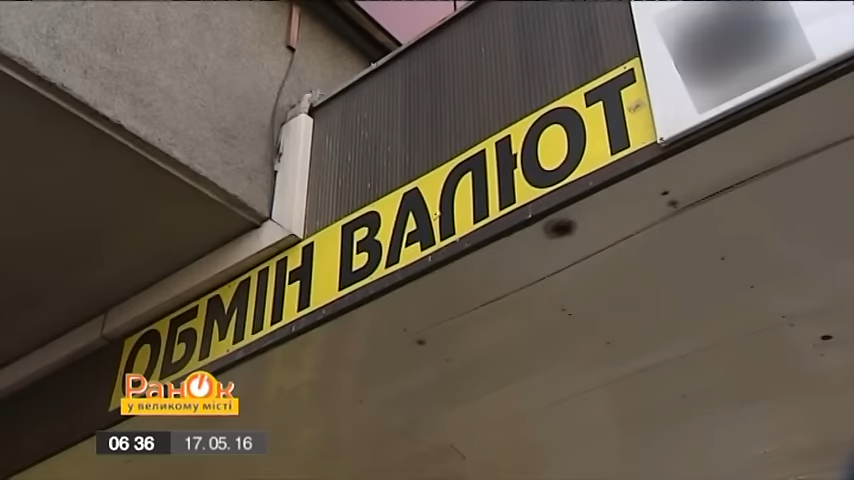 ОБМІН ВАЛЮТ
Ранок
у великому місті
06 36 17. 05. 16